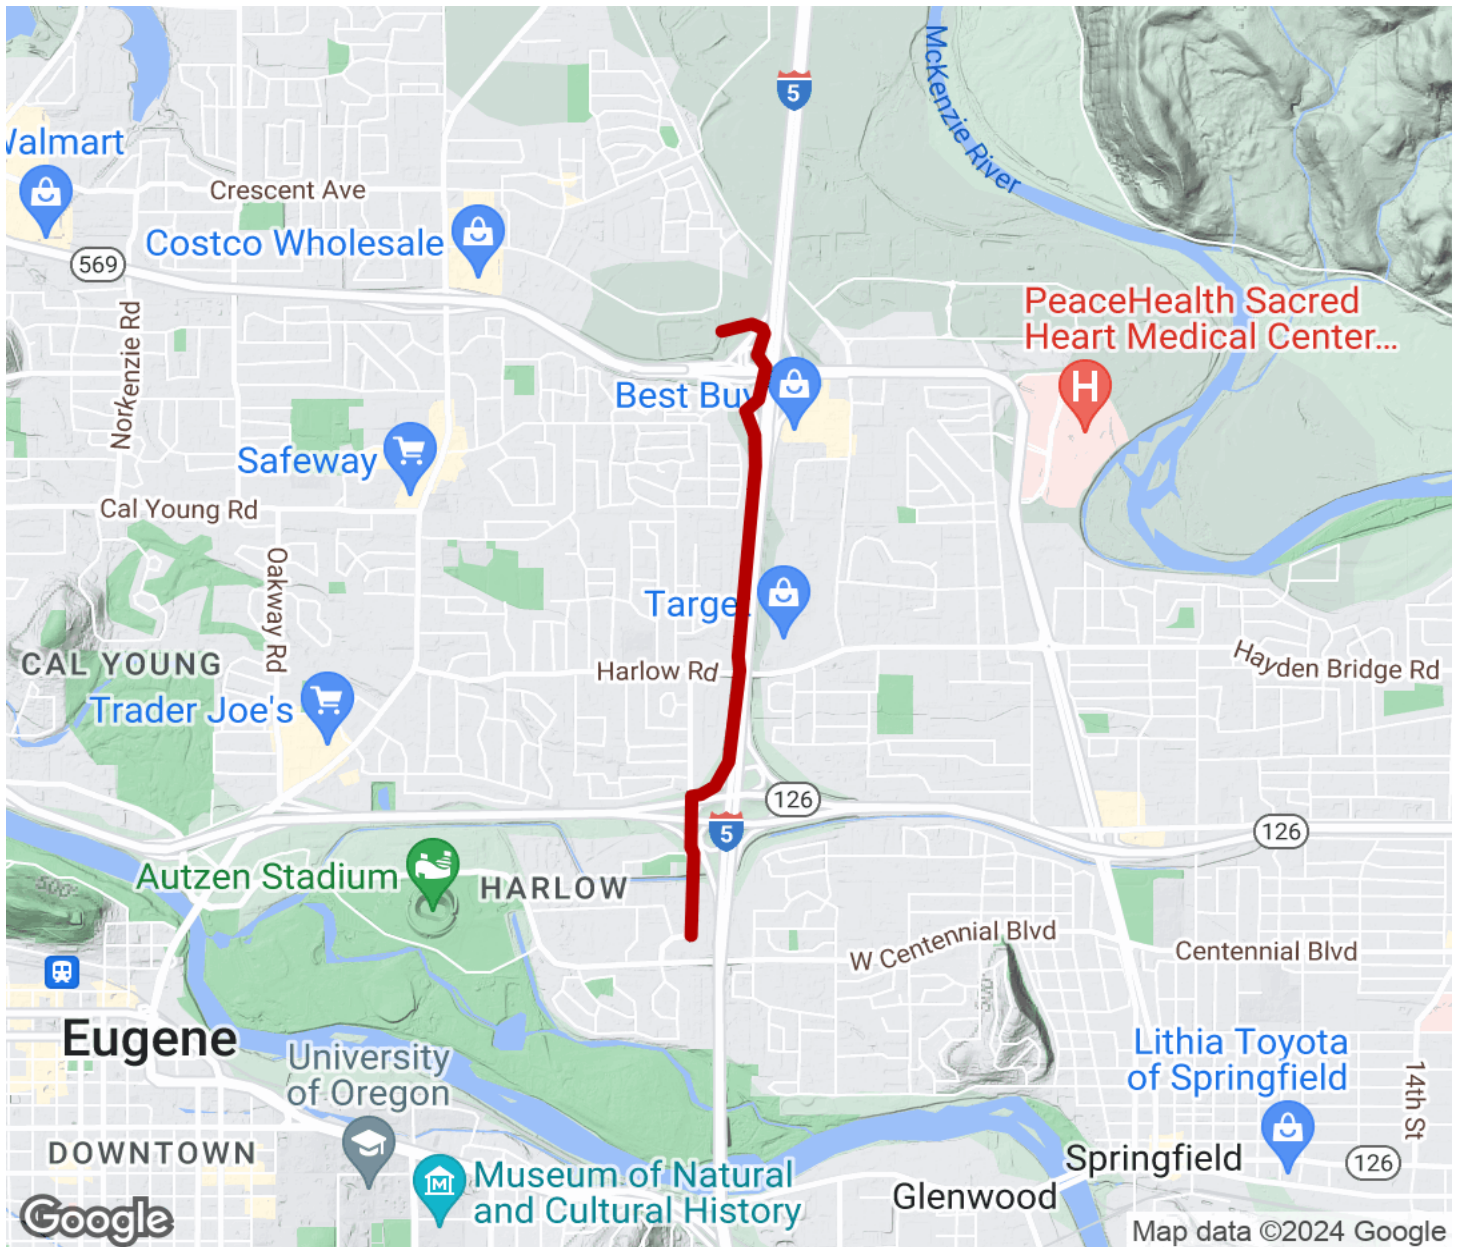 5
McKenzie River
Walmart
Crescent Ave
Costco Wholesale
569
Norkenzie Rd
PeaceHealth Sacred
Heart Medical Center...
H
Best Buy
Safeway
Cal Young Rd
Oakway Rd
Target
CAL YOUNG
Harlow Rd
Hayden Bridge Rd
Trader Joe's
126
5
126
Autzen Stadium
HARLOW
500
W Centennial Blvd
Centennial Blvd
Eugene
University
of Oregon
Lithia Toyota
of Springfield
14th St
DOWNTOWN
Springfield
126
M
Museum of Natural
and Cultural History
Glenwood
Google
Map data ©2024 Google